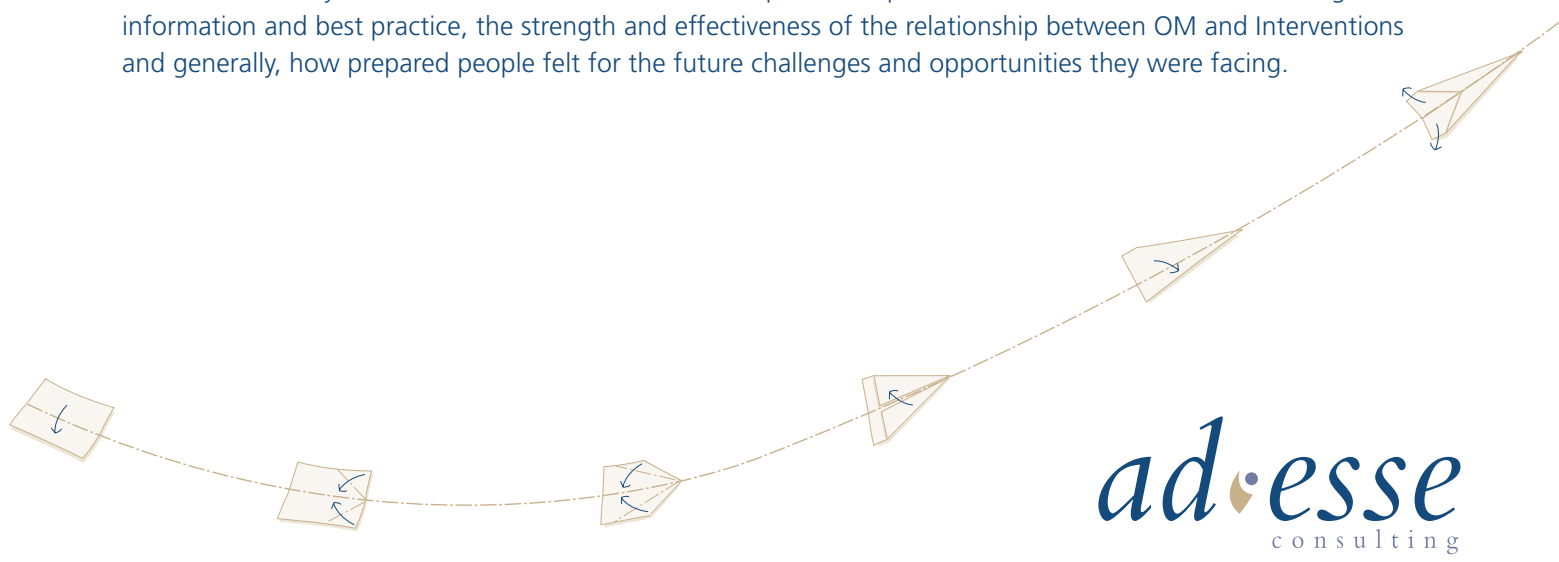 information and best practice, the strength and effectiveness of the relationship between OM and Interventions
and generally, how prepared people felt for the future challenges and opportunities they were facing.
ad esse
consulting